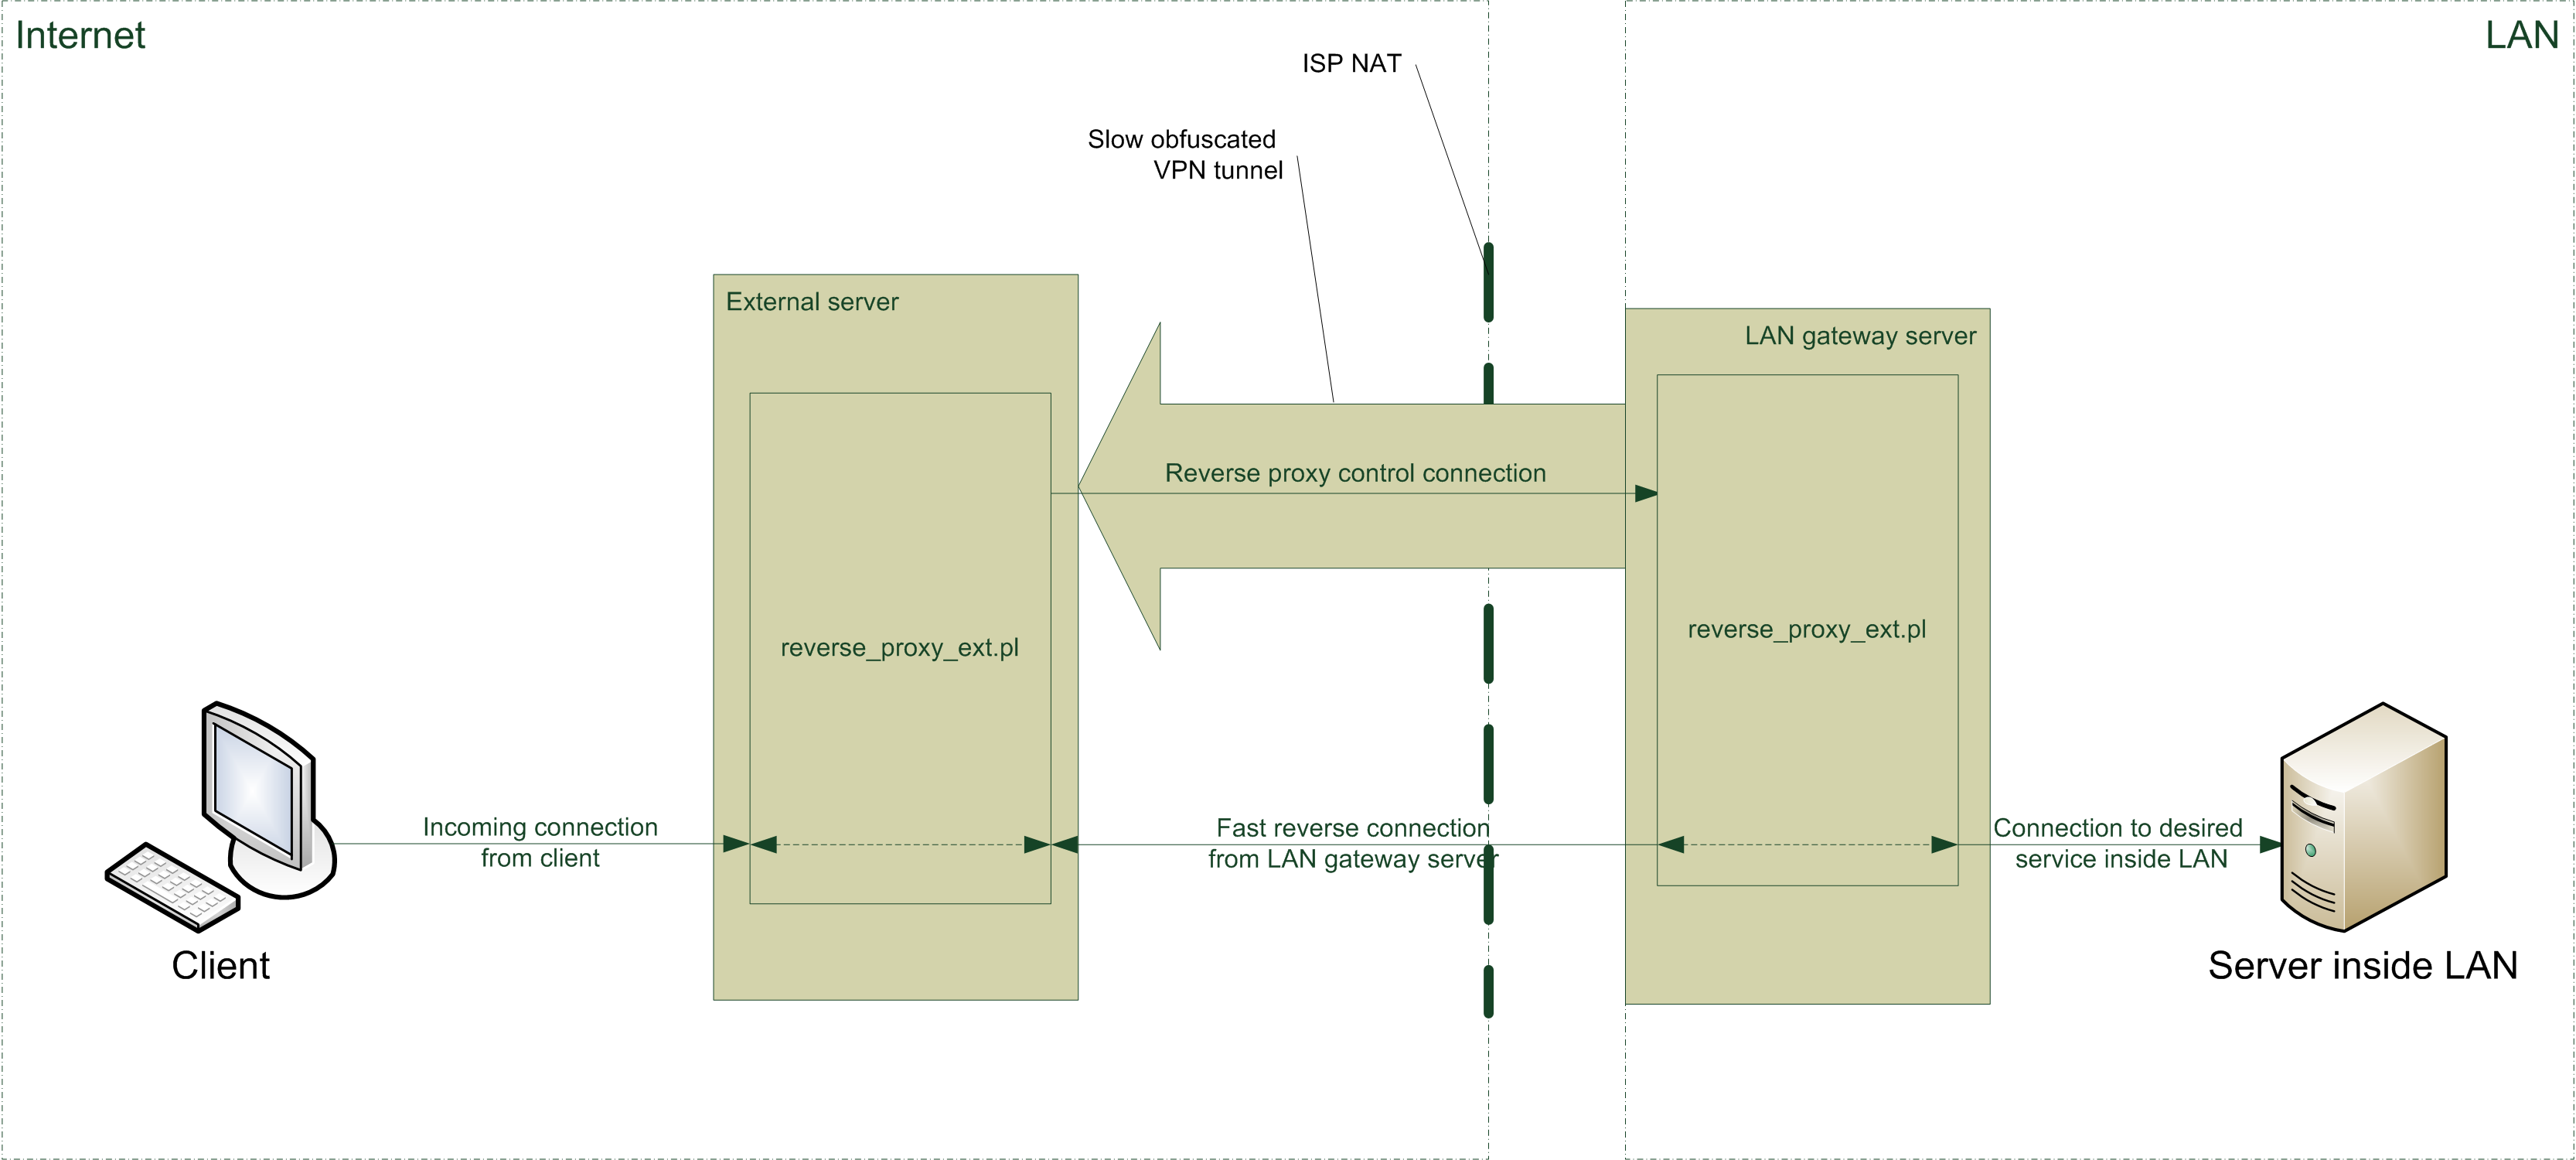 Internet
LAN
ISP NAT
Slow obfuscated
VPN tunnel
External server
LAN gateway server
Reverse proxy control connection
reverse_proxy_ext.pl
reverse_proxy_ext.pl
Incoming connection
from client
Fast reverse connection
from LAN gateway server
Connection to desired
service inside LAN
Client
Server inside LAN